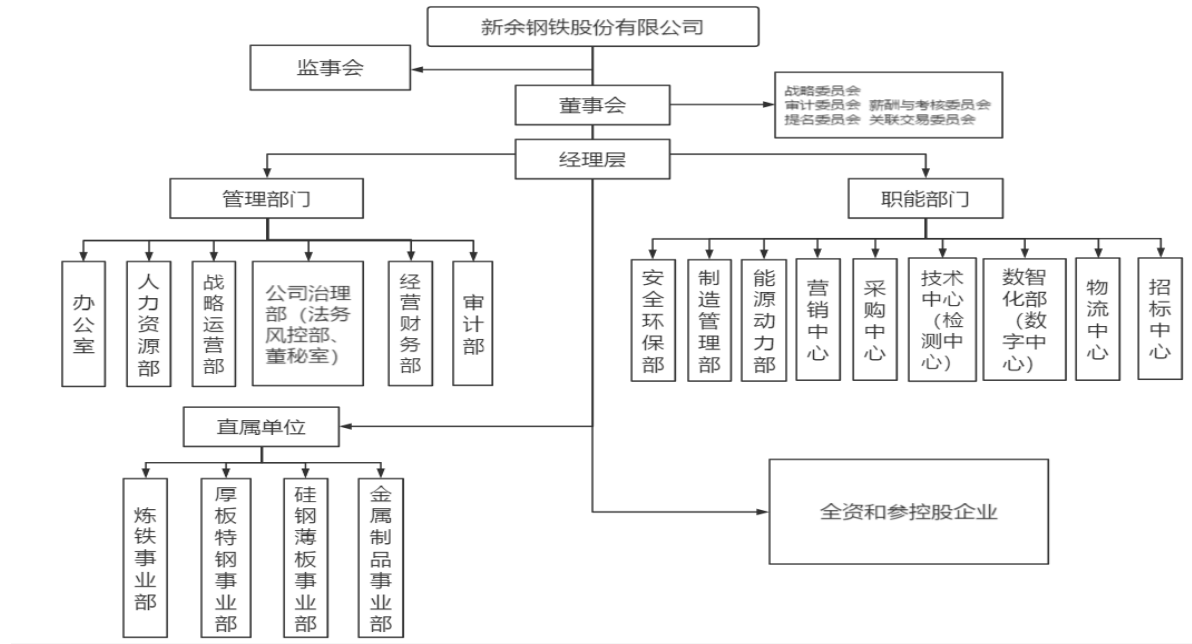 新余钢铁股份有限公司
监事会
董事会
战略委员会
审计委员会 薪酬与考核委员会
提名委员会 关联交易委员会
经理层
管理部门
职能部门
办公室
人力资源部
战略运营部
公司治理
部（法务
风控部、
董秘室）
经营财务部
审计部
安全环保部
制造管理部
能源动力部
营销中心
采购中心
技术
中心
（检
测中
心）
数智
化部
（数
字中
心）
物流中心
招标中心
直属单位
炼铁事业部
厚板特钢事业部
硅钢薄板事业部
金属制品事业部
全资和参控股企业